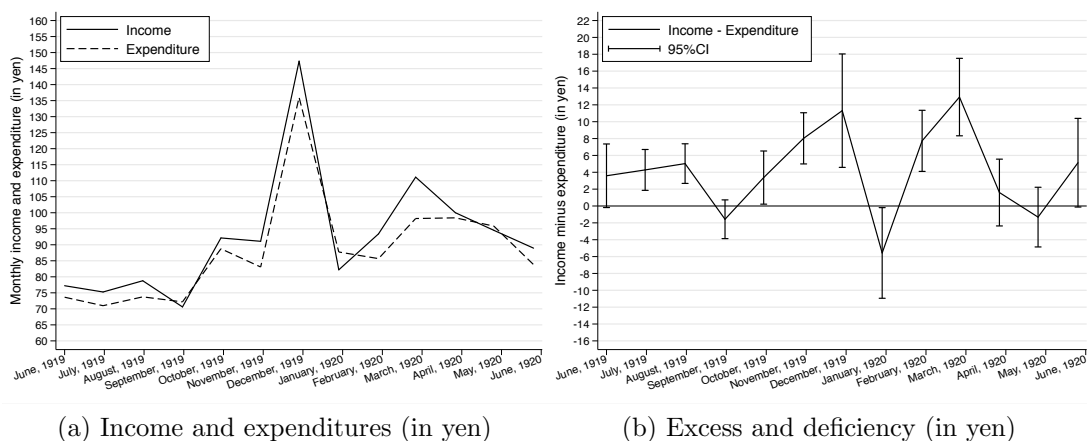 Monthly income and expenditure (in yen)
160
155
150
145
140
135
130
125
120
115
110
105
100
95
90
85
80
75
70
65
60
Income
Expenditure
June, 1919
July, 1919
August, 1919
September, 1919
October, 1919
November, 1919
December, 1919
January, 1920
February, 1920
March, 1920
April, 1920
May, 1920
June, 1920
(a) Income and expenditures (in yen)
Income minus expenditure (in yen)
22
20
18
16
14
12
10
8
6
4
2
0
-2
-4
-6
-8
-10
-12
-14
-16
Income - Expenditure
95%CI
June, 1919
July, 1919
August, 1919
September, 1919
October, 1919
November, 1919
December, 1919
January, 1920
February, 1920
March, 1920
April, 1920
May, 1920
June, 1920
(b) Excess and deficiency (in yen)